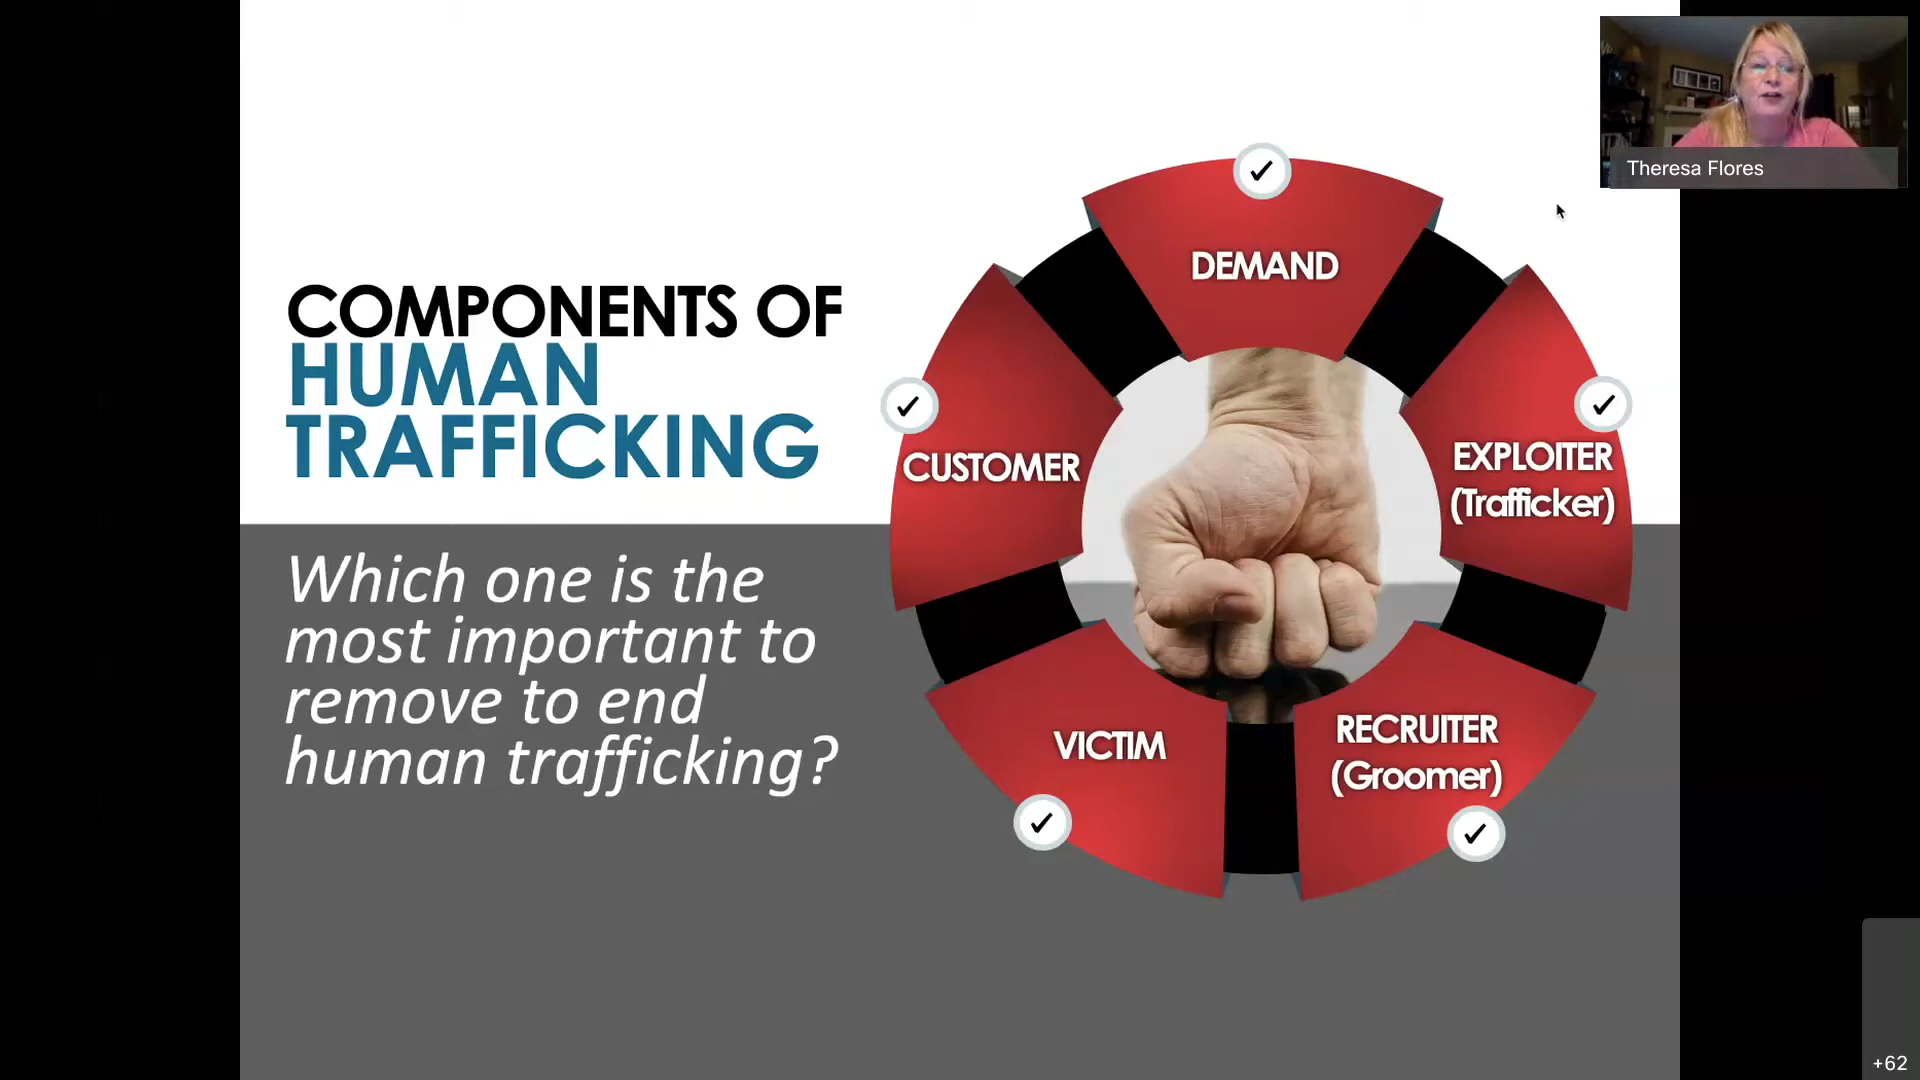 Theresa Flores
COMPONENTS OF
HUMAN
TRAFFICKING
Which one is the
most important to
remove to end
human trafficking?
DEMAND
EXPLOITER
(Trafficker)
RECRUITER
(Groomer)
VICTIM
CUSTOMER
+62